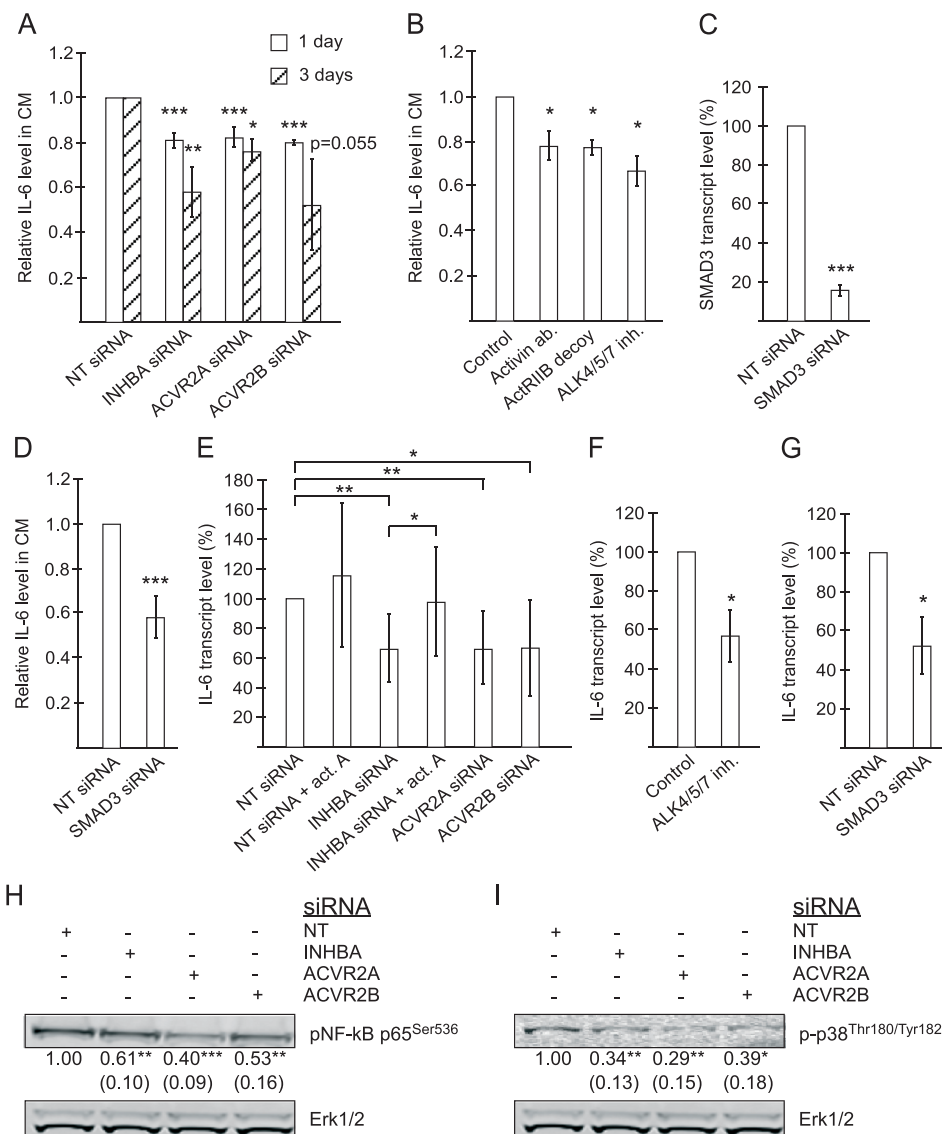 A
1 day
3 days
Relative IL-6 level in CM
1.2
1.0
0.8
0.6
0.4
0.2
***
**
***
*
***
p=0.055
NT siRNA
INHBA siRNA
ACVR2A siRNA
ACVR2B siRNA
B
Relative IL-6 level in CM
1.2
1.0
0.8
0.6
0.4
0.2
*
*
*
Control
Activin ab.
ActRIIB decoy
ALK4/5/7 inh.
C
SMAD3 transcript level (%)
120
100
80
60
40
20
***
NT siRNA
SMAD3 siRNA
D
Relative IL-6 level in CM
1.2
1.0
0.8
0.6
0.4
0.2
***
NT siRNA
SMAD3 siRNA
E
IL-6 transcript level (%)
180
160
140
120
100
80
60
40
20
*
**
**
*
NT siRNA
NT siRNA + act. A
INHBA siRNA
INHBA siRNA + act. A
ACVR2A siRNA
ACVR2B siRNA
F
IL-6 transcript level (%)
120
100
80
60
40
20
*
Control
ALK4/5/7 inh.
G
IL-6 transcript level (%)
120
100
80
60
40
20
*
NT siRNA
SMAD3 siRNA
H
siRNA
+ - - - NT
- + - - INHBA
- - + - ACVR2A
- - - + ACVR2B
pNF-kB p65Ser536
1.00 0.61** 0.40*** 0.53**
(0.10) (0.09) (0.16)
Erk1/2
I
siRNA
+ - - - NT
- + - - INHBA
- - + - ACVR2A
- - - + ACVR2B
p-p38Thr180/Tyr182
1.00 0.34** 0.29** 0.39*
(0.13) (0.15) (0.18)
Erk1/2